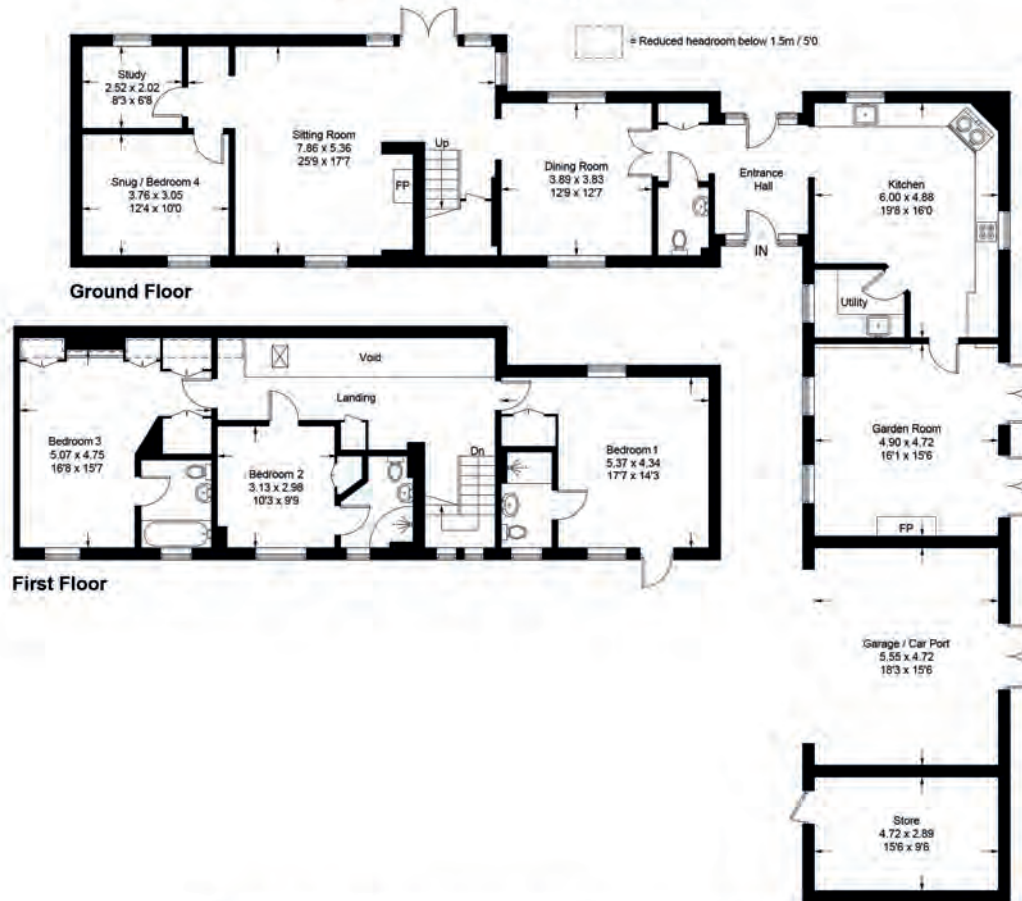 = Reduced headroom below 1.5m / 5'0
Study
2.52 x 2.02
8'3 x 6'8
Sitting Room
7.86 x 5.36
25'9 x 17'7
Up
FP
Snug / Bedroom 4
3.76 x 3.05
12'4 x 10'0
Dining Room
3.89 x 3.83
12'9 x 12'7
Entrance
Hall
IN
Kitchen
6.00 x 4.88
19'8 x 16'0
Utility
Ground Floor
Void
Landing
Bedroom 3
5.07 x 4.75
16'8 x 15'7
Bedroom 2
3.13 x 2.98
10'3 x 9'9
Dn
Bedroom 1
5.37 x 4.34
17'7 x 14'3
First Floor
Garden Room
4.90 x 4.72
16'1 x 15'6
FP
Garage / Car Port
5.55 x 4.72
18'3 x 15'6
Store
4.72 x 2.89
15'6 x 9'6